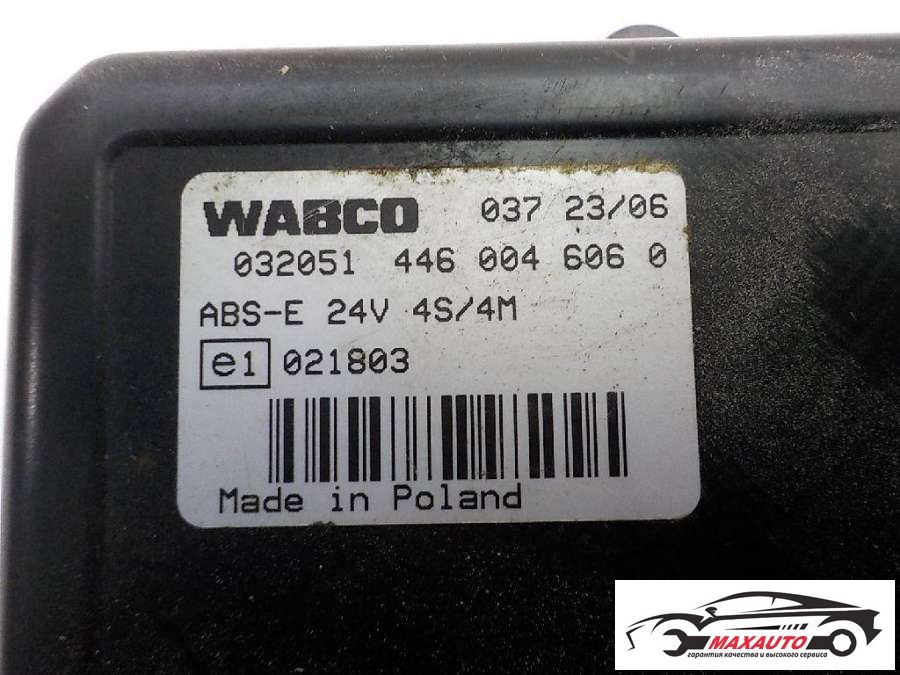 WABCO 037 23/06
032051 446 004 606 0
ABS-E 24V 4S/4M
e1 021803
Made in Poland
MAXAUTO
гарантия качества и высокого сервиса